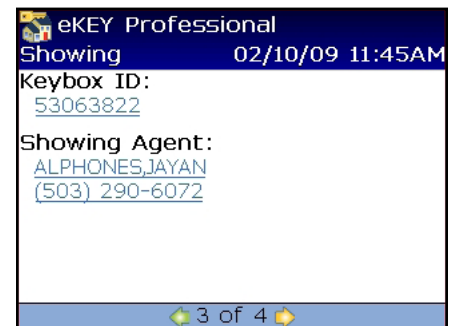 eKEY Professional
Showing 02/10/09 11:45AM
Keybox ID:
53063822
Showing Agent:
ALPHONES,JAYAN
(503) 290-6072
3 of 4